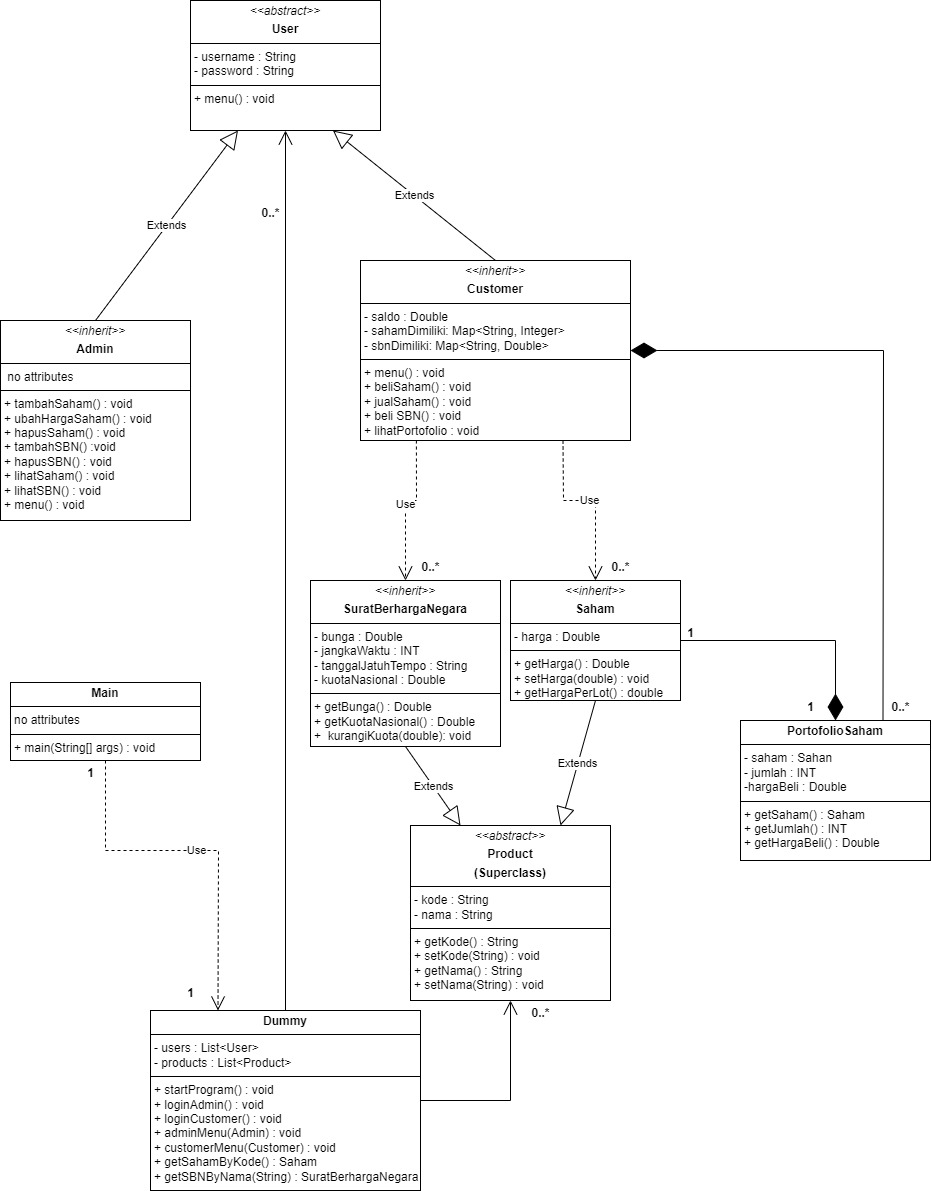 <<abstract>>
User
- username : String
- password : String
+ menu() : void
Extends
0..*
Extends
<<inherit>>
Customer
- saldo : Double
- sahamDimiliki: Map<String, Integer>
- sbnDimiliki: Map<String, Double>
+ menu() : void
+ beliSaham() : void
+ jualSaham() : void
+ beli SBN() : void
+ lihatPortofolio : void
<<inherit>>
Admin
no attributes
+ tambahSaham() : void
+ ubahHargaSaham() : void
+ hapusSaham() : void
+ tambahSBN() :void
+ hapusSBN() : void
+ lihatSaham() : void
+ lihatSBN() : void
+ menu() : void
Use
Use
0..*
0..*
<<inherit>>
SuratBerhargaNegara
- bunga : Double
- jangkaWaktu : INT
- tanggalJatuhTempo : String
- kuotaNasional : Double
+ getBunga() : Double
+ getKuotaNasional() : Double
+ kurangiKuota(double): void
<<inherit>>
Saham
- harga : Double
+ getHarga() : Double
+ setHarga(double) : void
+ getHargaPerLot() : double
1
1
0..*
PortofolioSaham
- saham : Sahan
- jumlah : INT
-hargaBeli : Double
+ getSaham() : Saham
+ getJumlah() : INT
+ getHargaBeli() : Double
Main
no attributes
+ main(String[] args) : void
1
Use
1
Extends
Extends
<<abstract>>
Product
(Superclass)
- kode : String
- nama : String
+ getKode() : String
+ setKode(String) : void
+ getNama() : String
+ setNama(String) : void
0..*
Dummy
- users : List<User>
- products : List<Product>
+ startProgram() : void
+ loginAdmin() : void
+ loginCustomer() : void
+ adminMenu(Admin) : void
+ customerMenu(Customer) : void
+ getSahamByKode() : Saham
+ getSBNByNama(String) : SuratBerhargaNegara